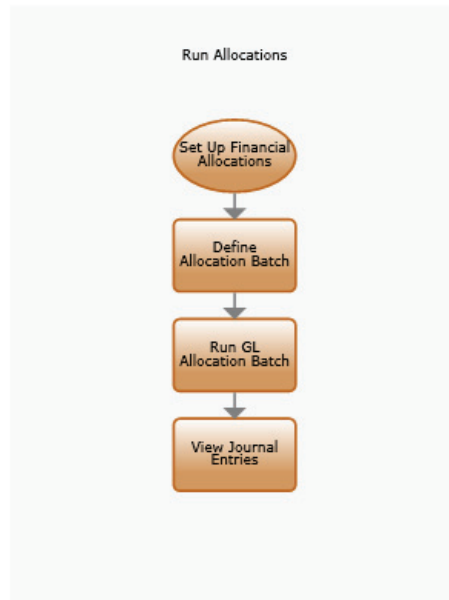 Run Allocations
Set Up Financial
Allocations
Define
Allocation Batch
Run GL
Allocation Batch
View Journal
Entries